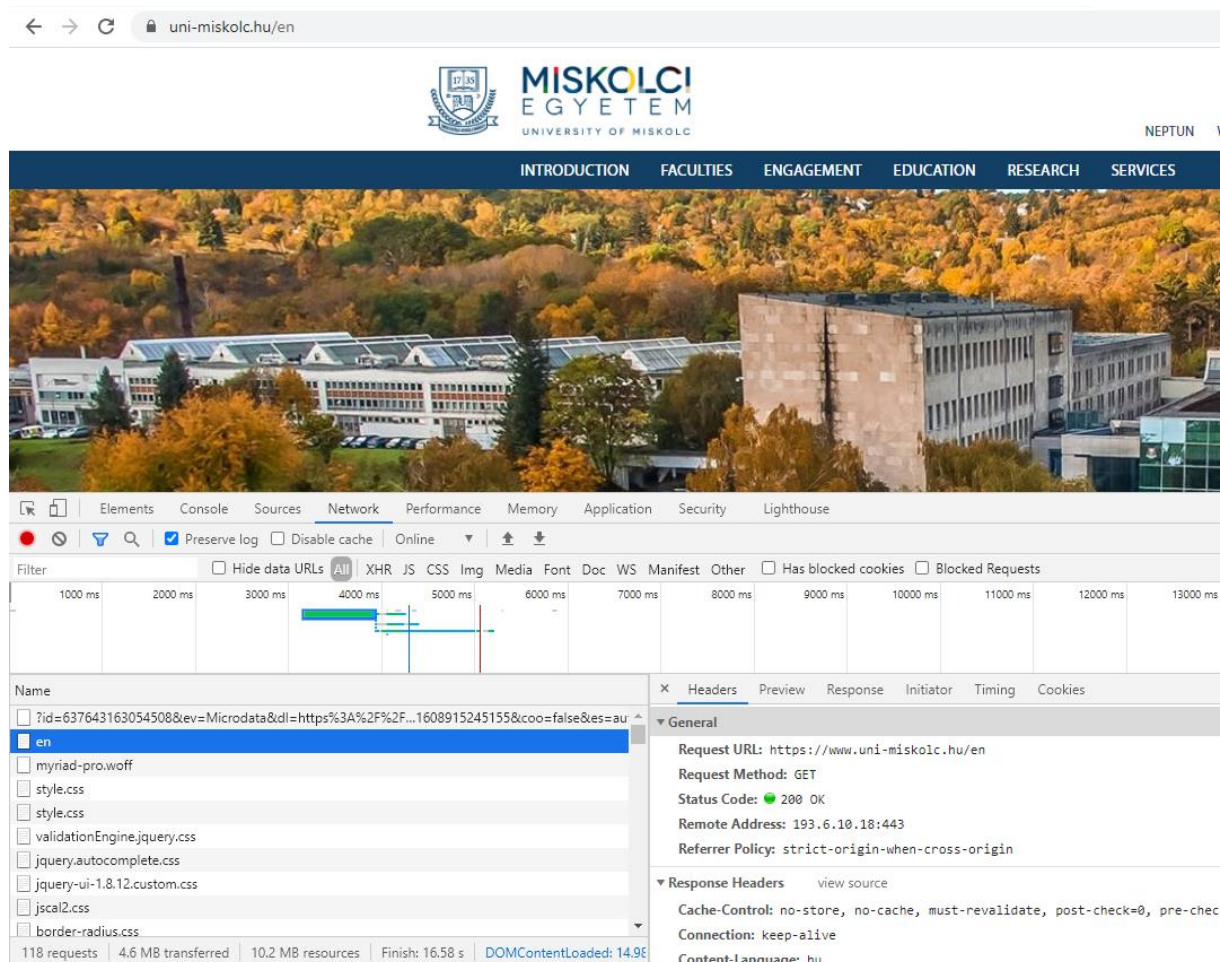 uni-miskolc.hu/en
17 35
MISKOLCI
EGYETEM
UNIVERSITY OF MISKOLC
NEPTUN
INTRODUCTION FACULTIES ENGAGEMENT EDUCATION RESEARCH SERVICES
Elements Console Sources Network Performance Memory Application Security Lighthouse
Preserve log Disable cache Online
Filter Hide data URLs All XHR JS CSS Img Media Font Doc WS Manifest Other Has blocked cookies Blocked Requests
1000 ms 2000 ms 3000 ms 4000 ms 5000 ms 6000 ms 7000 ms 8000 ms 9000 ms 10000 ms 11000 ms 12000 ms 13000 ms
Name
?id=637643163054508&ev=Microdata&dl=https%3A%2F%2F...1608915245155&coo=false&es=au
en
myriad-pro.woff
style.css
style.css
validationEngine.jquery.css
jquery.autocomplete.css
jquery-ui-1.8.12.custom.css
jscal2.css
border-radius.css
118 requests 4.6 MB transferred 10.2 MB resources Finish: 16.58 s DOMContentLoaded: 14.98
× Headers Preview Response Initiator Timing Cookies
General
Request URL: https://www.uni-miskolc.hu/en
Request Method: GET
Status Code: 200 OK
Remote Address: 193.6.10.18:443
Referrer Policy: strict-origin-when-cross-origin
Response Headers view source
Cache-Control: no-store, no-cache, must-revalidate, post-check=0, pre-chec
Connection: keep-alive
Content-Language: hu